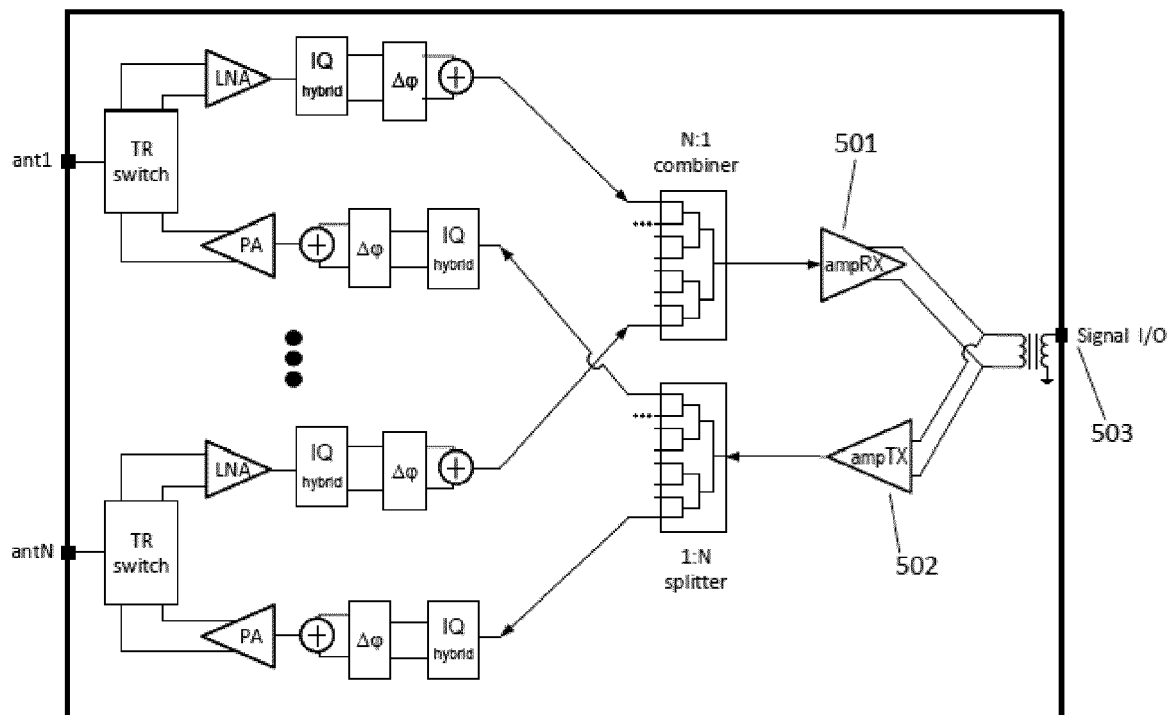 LNA
IQ
hybrid
Δφ
+
ant1
TR
switch
N:1
combiner
501
PA
+
Δφ
IQ
hybrid
ampRX
Signal I/O
503
LNA
IQ
hybrid
Δφ
+
ampTX
antN
TR
switch
1:N
splitter
502
PA
+
Δφ
IQ
hybrid